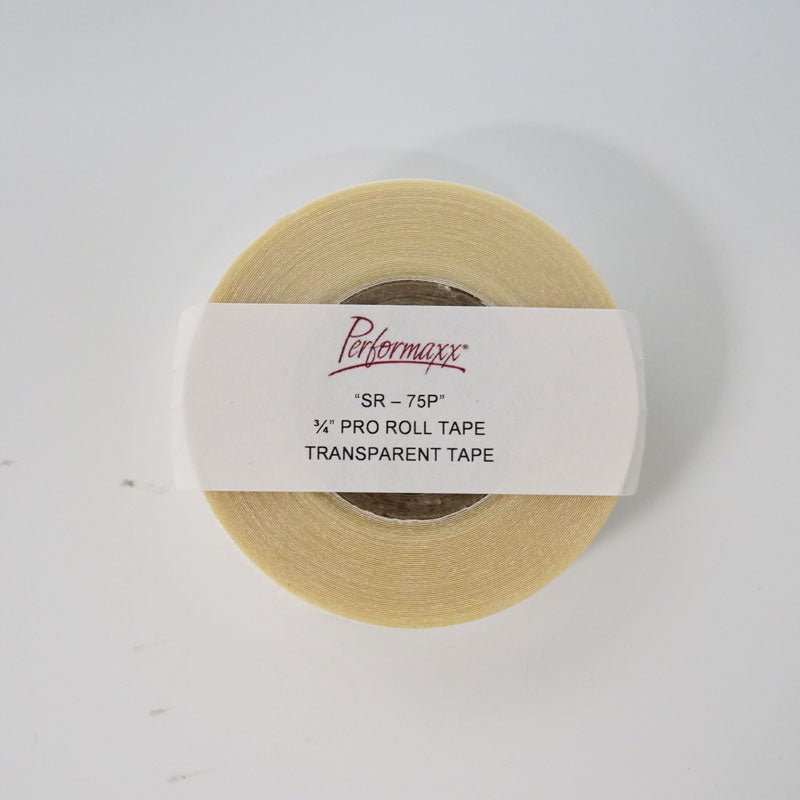 Performaxx®
“SR – 75P”
¾” PRO ROLL TAPE
TRANSPARENT TAPE